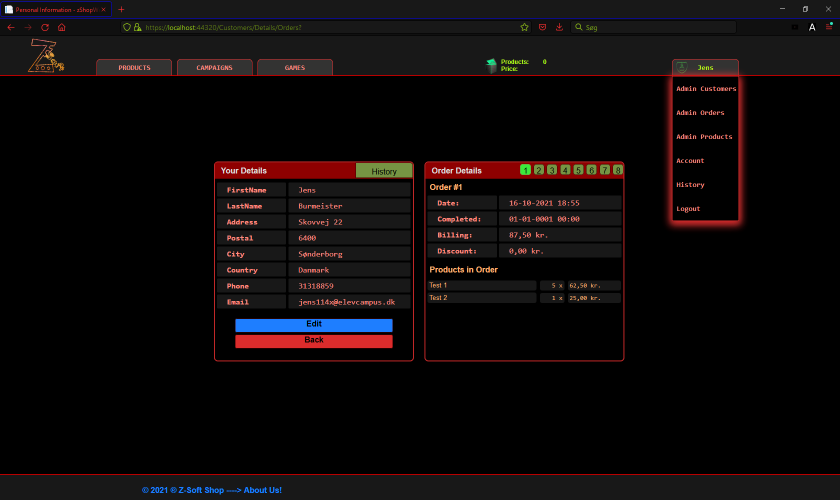 Personal Information - zShopW
https://localhost:44320/Customers/Details/Orders?
Søg
PRODUCTS
CAMPAIGNS
GAMES
Products: 0
Price:
Jens
Admin Customers
Admin Orders
Admin Products
Account
History
Logout
Your Details
History
FirstName Jens
LastName Burmeister
Address Skovvej 22
Postal 6400
City Sønderborg
Country Danmark
Phone 31318859
Email jens114x@elevcampus.dk
Edit
Back
Order Details 1 2 3 4 5 6 7 8
Order #1
Date: 16-10-2021 18:55
Completed: 01-01-0001 00:00
Billing: 87,50 kr.
Discount: 0,00 kr.
Products in Order
Test 1 5 x 62,50 kr.
Test 2 1 x 25,00 kr.
© 2021 ® Z-Soft Shop ----> About Us!